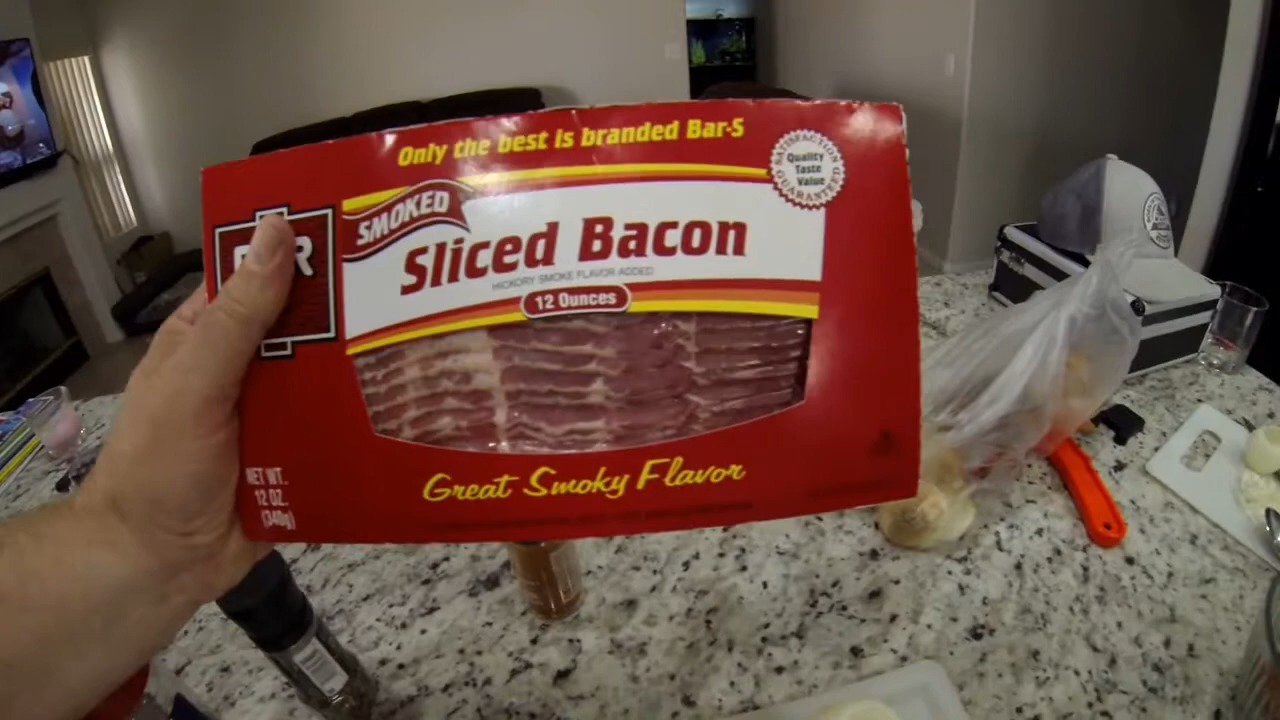 Only the best is branded Bar-S
SATISFACTION
Quality
Taste
Value
GUARANTEED
SMOKED
Sliced Bacon
HICKORY SMOKE FLAVOR ADDED
12 Ounces
Great Smoky Flavor
NET WT.
12 OZ.
(340g)